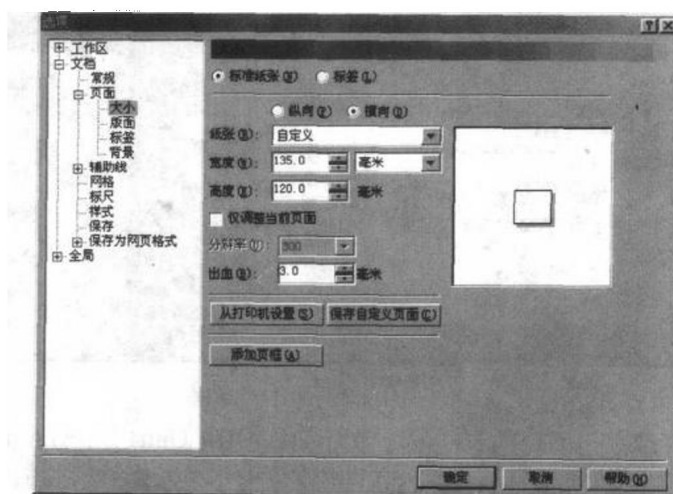 选项
工作区
文档
常规
页面
大小
版面
标签
背景
辅助线
网格
标尺
样式
保存
保存为网页格式
全局
标准纸张(N) 标签(L)
纵向(P) 横向(D)
纸张(R): 自定义
宽度(W): 135.0 毫米
高度(E): 120.0 毫米
仅调整当前页面
分辨率(U): 300
出血(B): 3.0 毫米
从打印机设置(S) 保存自定义页面(C)
添加页框(A)
确定 取消 帮助(H)